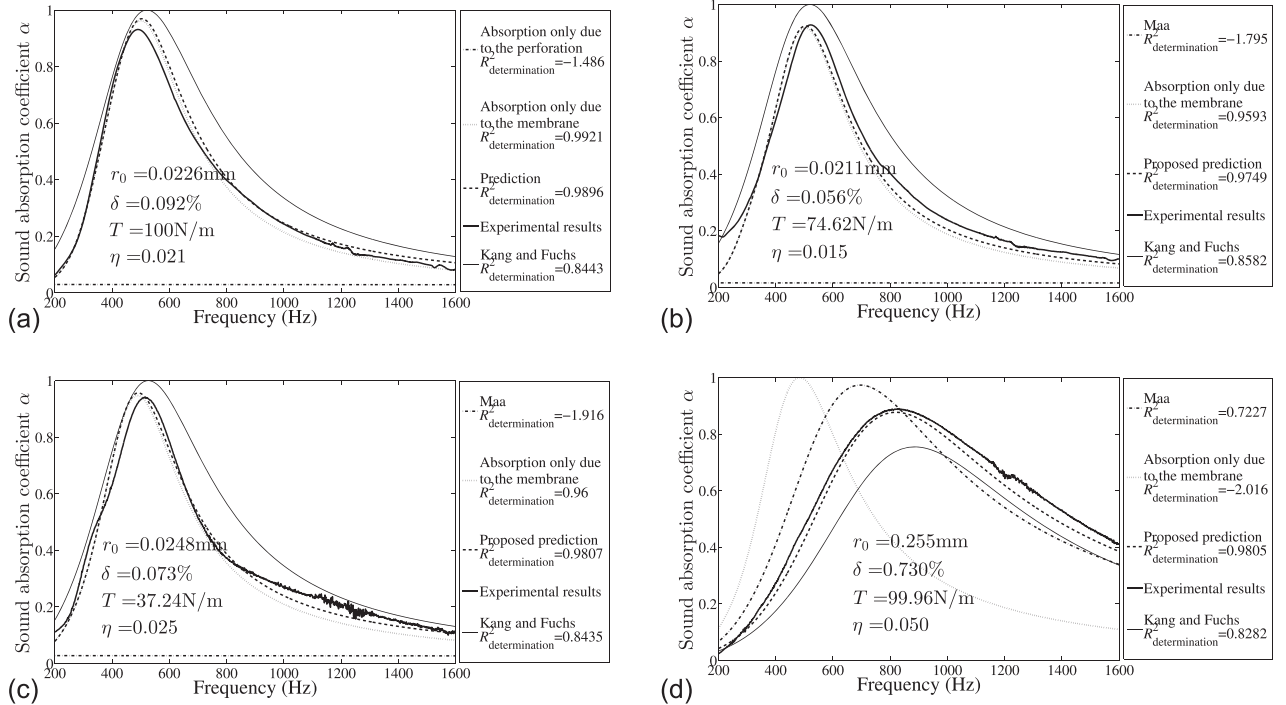 Sound absorption coefficient α
1
0.8
0.6
0.4
0.2
0
200 400 600 800 1000 1200 1400 1600
Frequency (Hz)
r0 =0.0226mm
δ =0.092%
T =100N/m
η =0.021
Absorption only due
to the perforation
R²determination=−1.486
Absorption only due
to the membrane
R²determination=0.9921
Prediction
R²determination=0.9896
Experimental results
Kang and Fuchs
R²determination=0.8443
(a)
Sound absorption coefficient α
1
0.8
0.6
0.4
0.2
0
200 400 600 800 1000 1200 1400 1600
Frequency (Hz)
r0 =0.0211mm
δ =0.056%
T =74.62N/m
η =0.015
Maa
R²determination=−1.795
Absorption only due
to the membrane
R²determination=0.9593
Proposed prediction
R²determination=0.9749
Experimental results
Kang and Fuchs
R²determination=0.8582
(b)
Sound absorption coefficient α
1
0.8
0.6
0.4
0.2
0
200 400 600 800 1000 1200 1400 1600
Frequency (Hz)
r0 =0.0248mm
δ =0.073%
T =37.24N/m
η =0.025
Maa
R²determination=−1.916
Absorption only due
to the membrane
R²determination=0.96
Proposed prediction
R²determination=0.9807
Experimental results
Kang and Fuchs
R²determination=0.8435
(c)
Sound absorption coefficient α
1
0.8
0.6
0.4
0.2
0
200 400 600 800 1000 1200 1400 1600
Frequency (Hz)
r0 =0.255mm
δ =0.730%
T =99.96N/m
η =0.050
Maa
R²determination=0.7227
Absorption only due
to the membrane
R²determination=−2.016
Proposed prediction
R²determination=0.9805
Experimental results
Kang and Fuchs
R²determination=0.8282
(d)